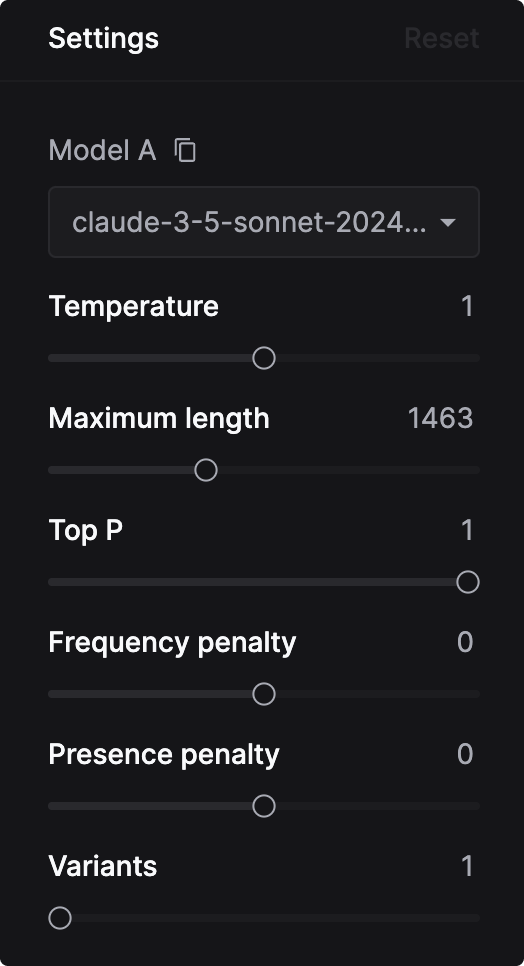 Settings
Reset
Model A
claude-3-5-sonnet-2024...
Temperature
1
Maximum length
1463
Top P
1
Frequency penalty
0
Presence penalty
0
Variants
1